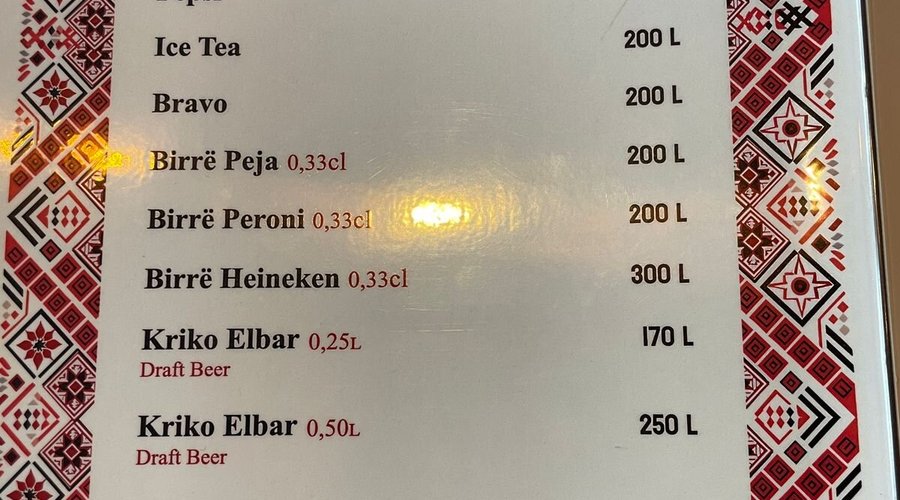 Pepsi
Ice Tea 200 L
Bravo 200 L
Birrë Peja 0,33cl 200 L
Birrë Peroni 0,33cl 200 L
Birrë Heineken 0,33cl 300 L
Kriko Elbar 0,25L 170 L
Draft Beer
Kriko Elbar 0,50L 250 L
Draft Beer